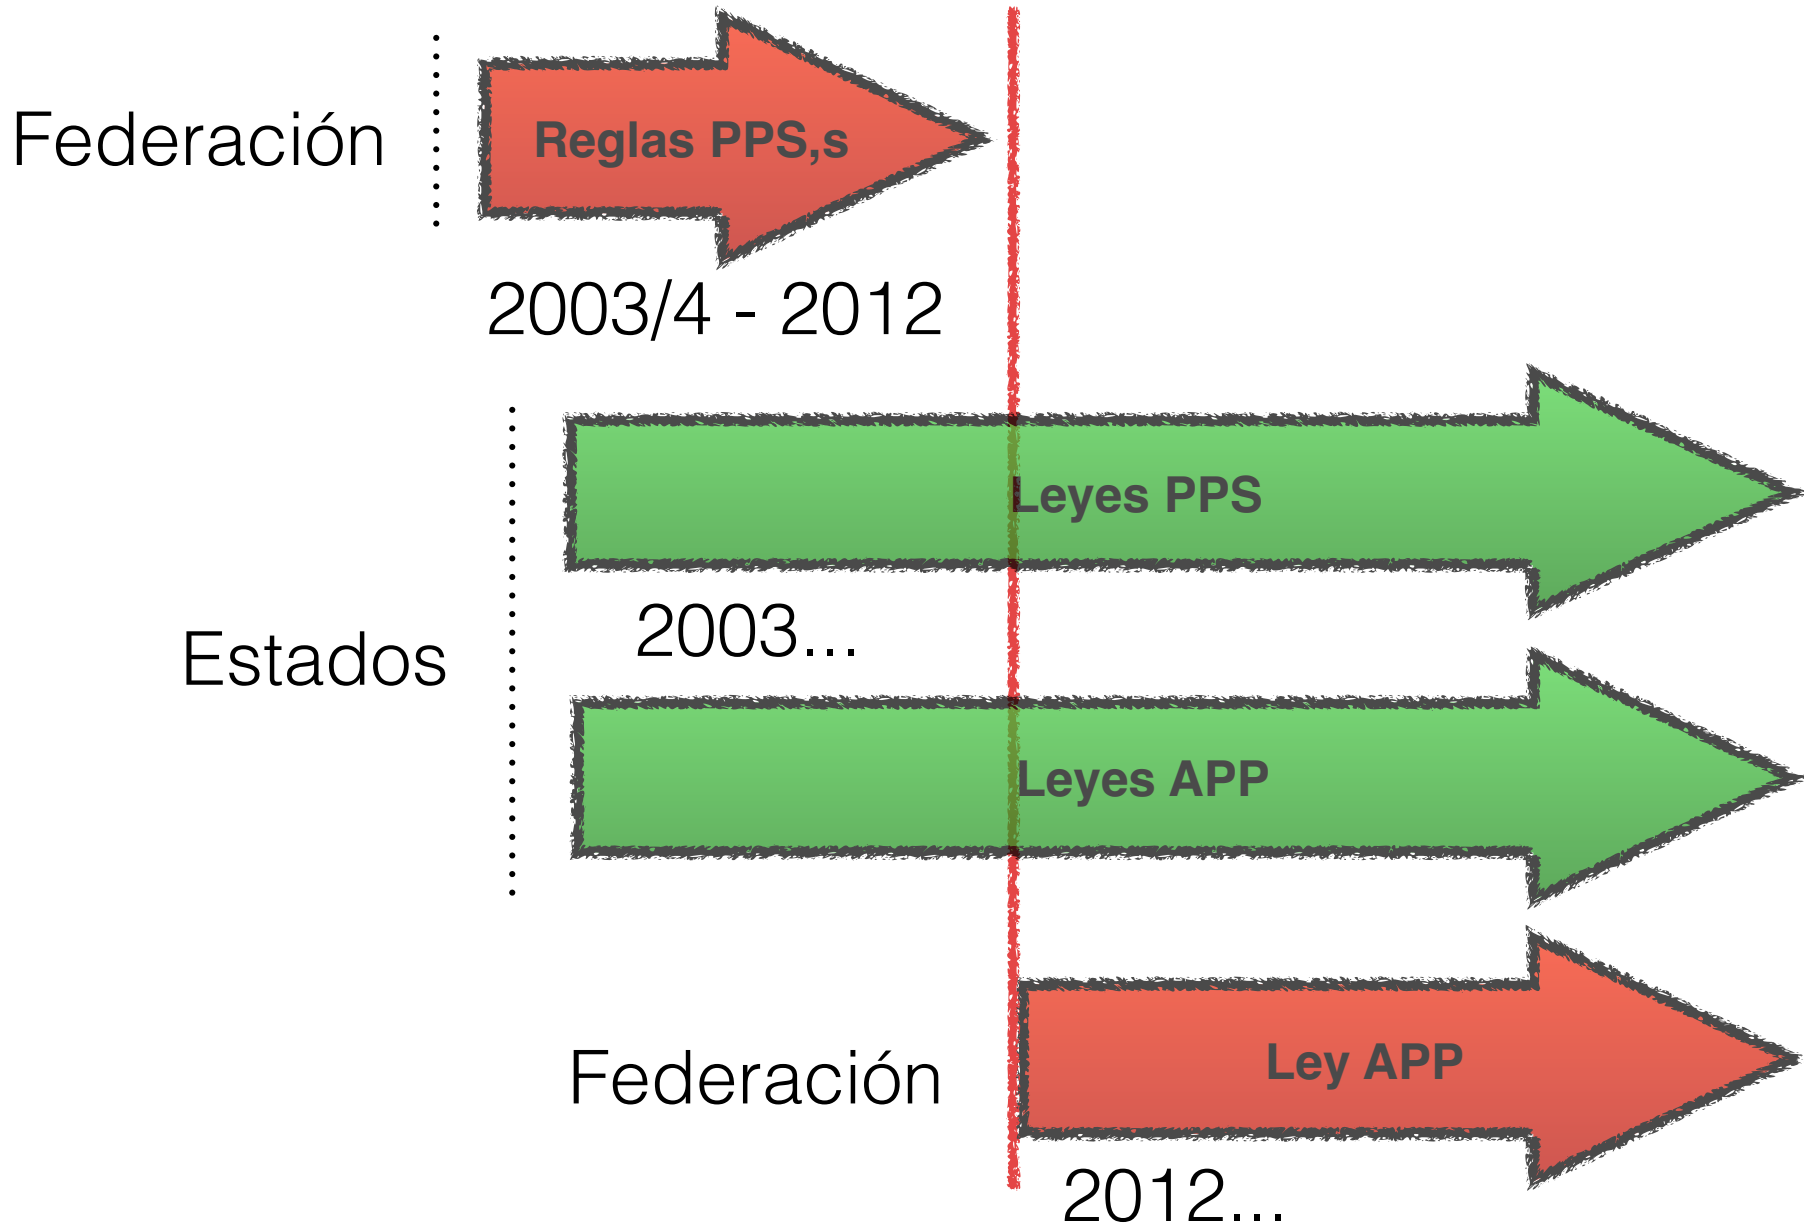 Federación
Reglas PPS,s
2003/4 - 2012
Leyes PPS
2003...
Estados
Leyes APP
Ley APP
Federación
2012...